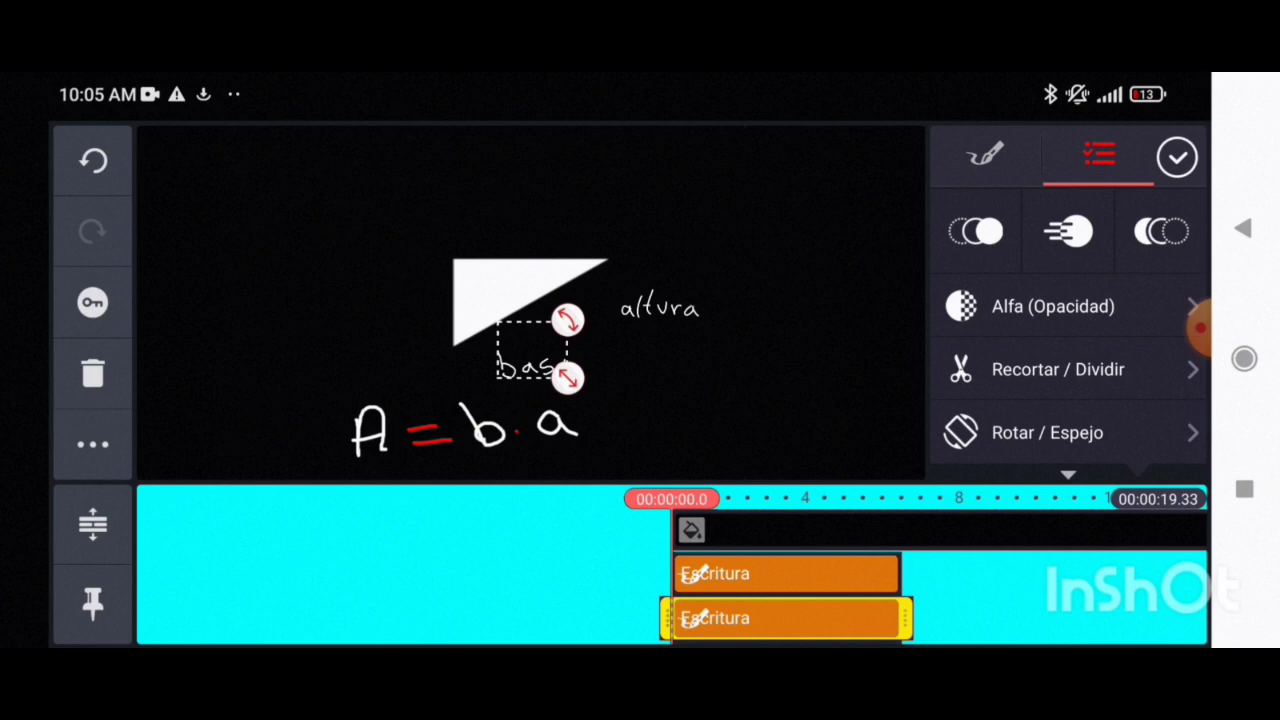 10:05 AM
13
Alfa (Opacidad)
altura
Recortar / Dividir
bas
A = b. a
Rotar / Espejo
00:00:00.0 4 8 1 00:00:19.33
Escritura
Escritura
InShOt